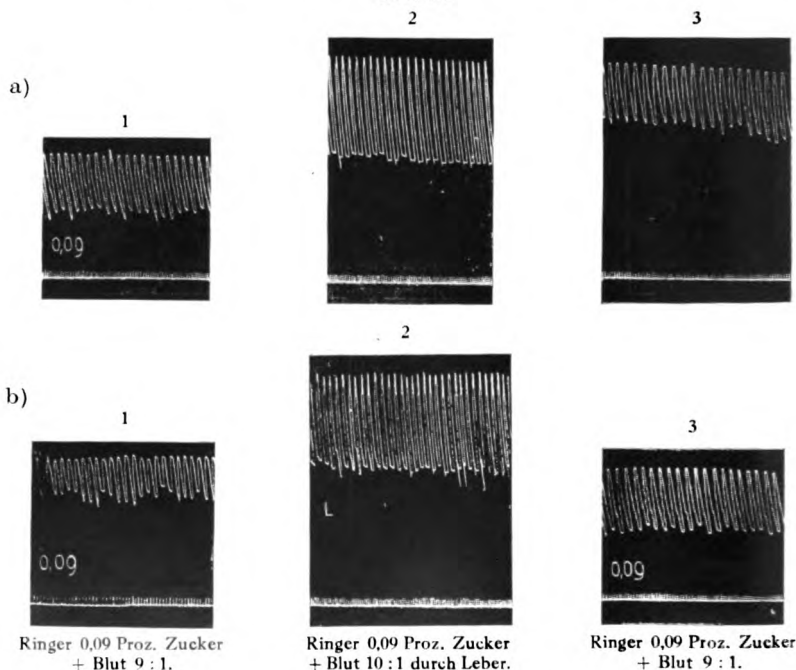 2
3
a)
1
0,09
2
b)
1
3
L
0,09
0,09
Ringer 0,09 Proz. Zucker
+ Blut 9 : 1.
Ringer 0,09 Proz. Zucker
+ Blut 10 : 1 durch Leber.
Ringer 0,09 Proz. Zucker
+ Blut 9 : 1.